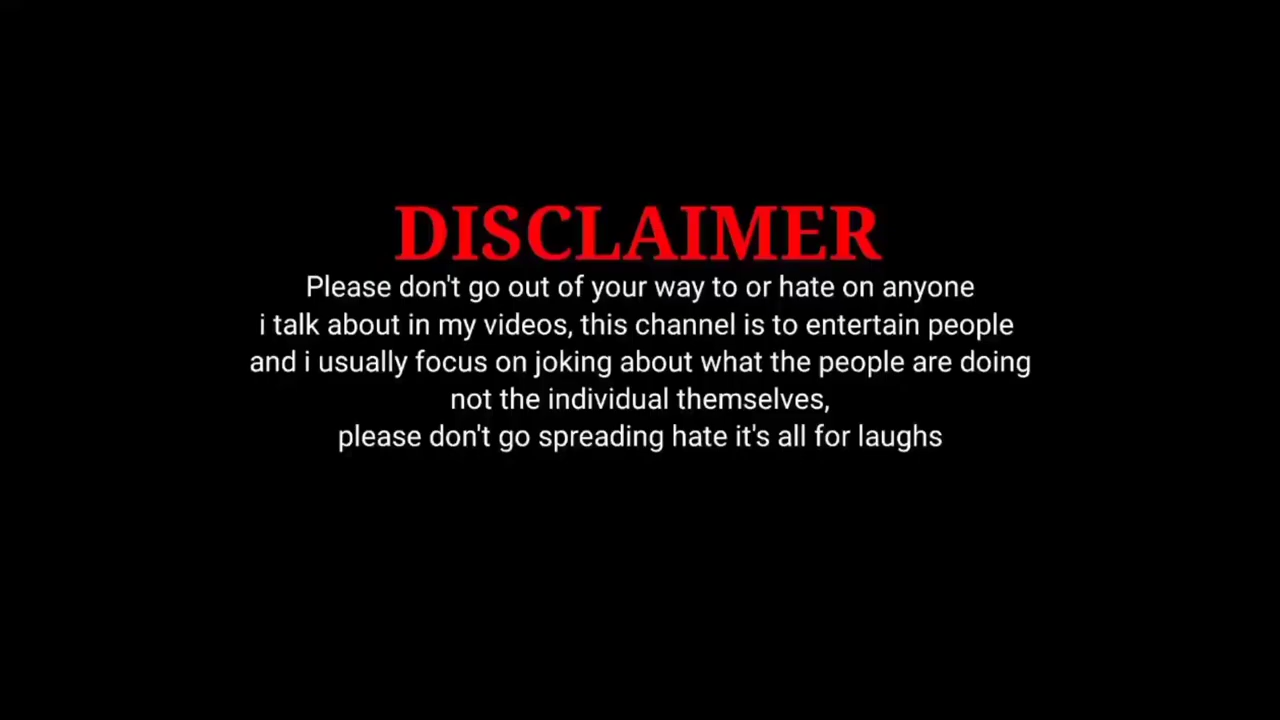 DISCLAIMER
Please don't go out of your way to or hate on anyone
i talk about in my videos, this channel is to entertain people
and i usually focus on joking about what the people are doing
not the individual themselves,
please don't go spreading hate it's all for laughs